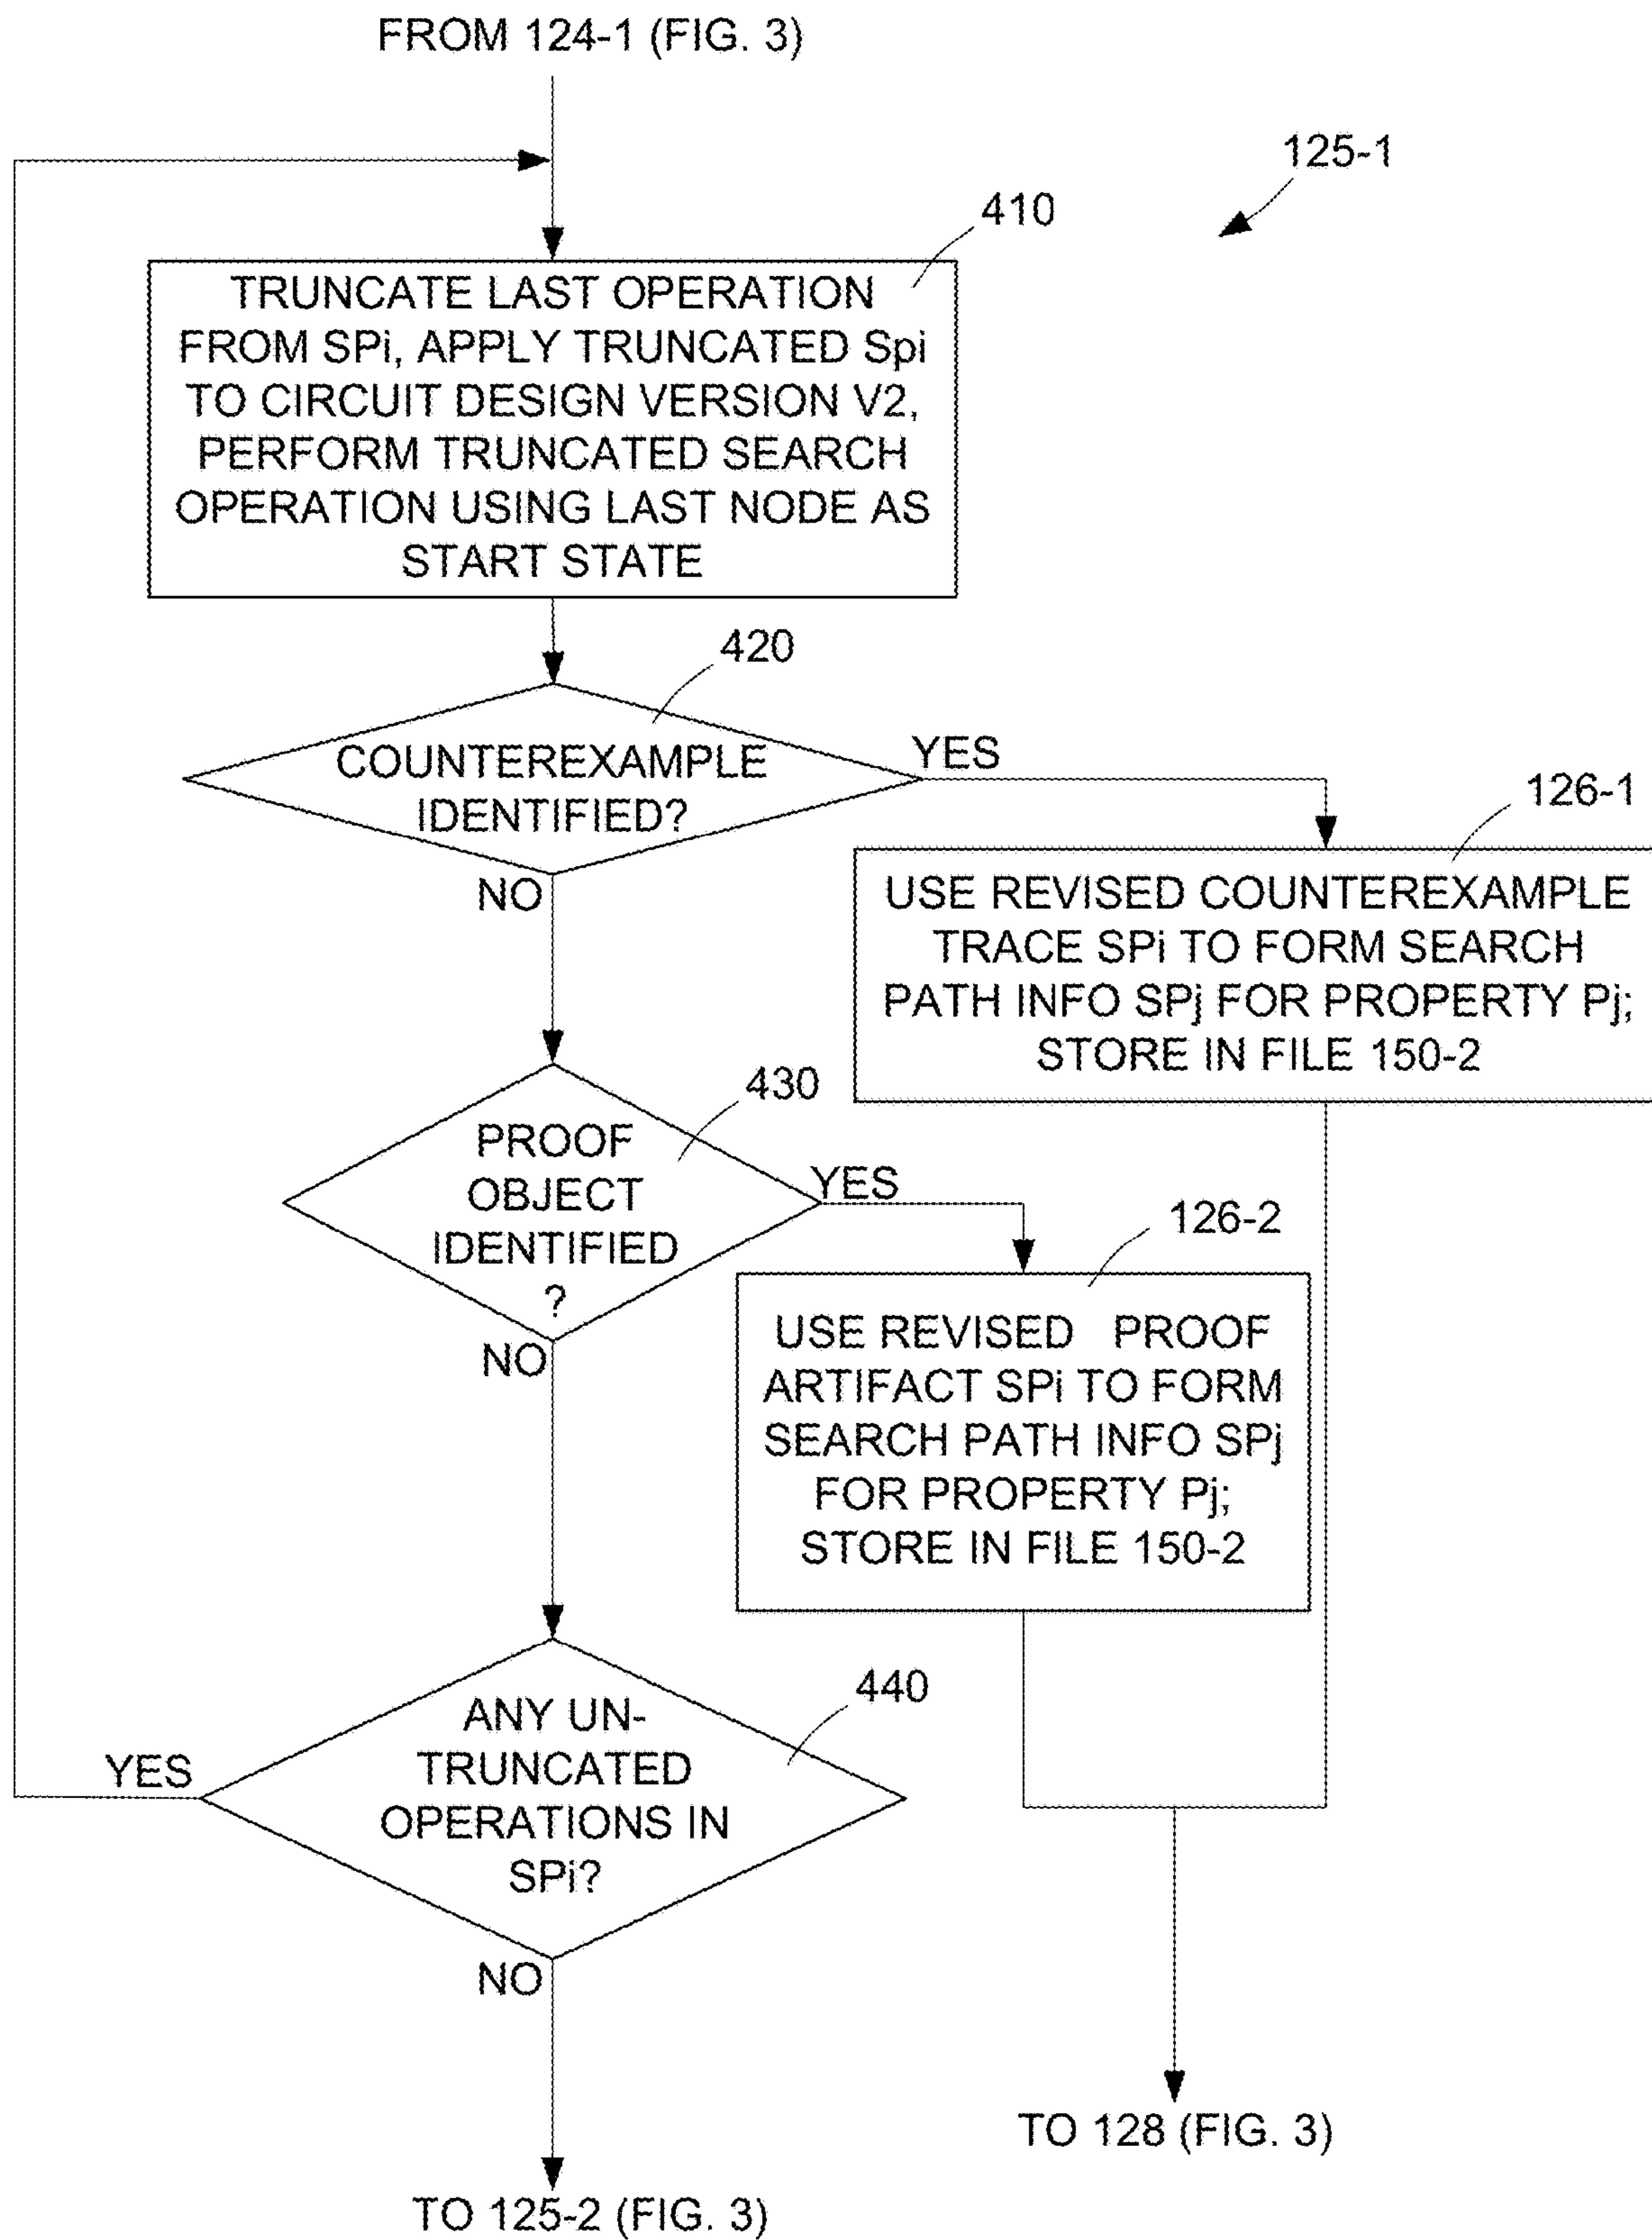 FROM 124-1 (FIG. 3)
125-1
410
TRUNCATE LAST OPERATION
FROM SPi, APPLY TRUNCATED Spi
TO CIRCUIT DESIGN VERSION V2,
PERFORM TRUNCATED SEARCH
OPERATION USING LAST NODE AS
START STATE
420
COUNTEREXAMPLE
IDENTIFIED?
YES
NO
126-1
USE REVISED COUNTEREXAMPLE
TRACE SPi TO FORM SEARCH
PATH INFO SPj FOR PROPERTY Pj;
STORE IN FILE 150-2
430
PROOF
OBJECT
IDENTIFIED
?
YES
NO
126-2
USE REVISED PROOF
ARTIFACT SPi TO FORM
SEARCH PATH INFO SPj
FOR PROPERTY Pj;
STORE IN FILE 150-2
440
ANY UN-
TRUNCATED
OPERATIONS IN
SPi?
YES
NO
TO 128 (FIG. 3)
TO 125-2 (FIG. 3)